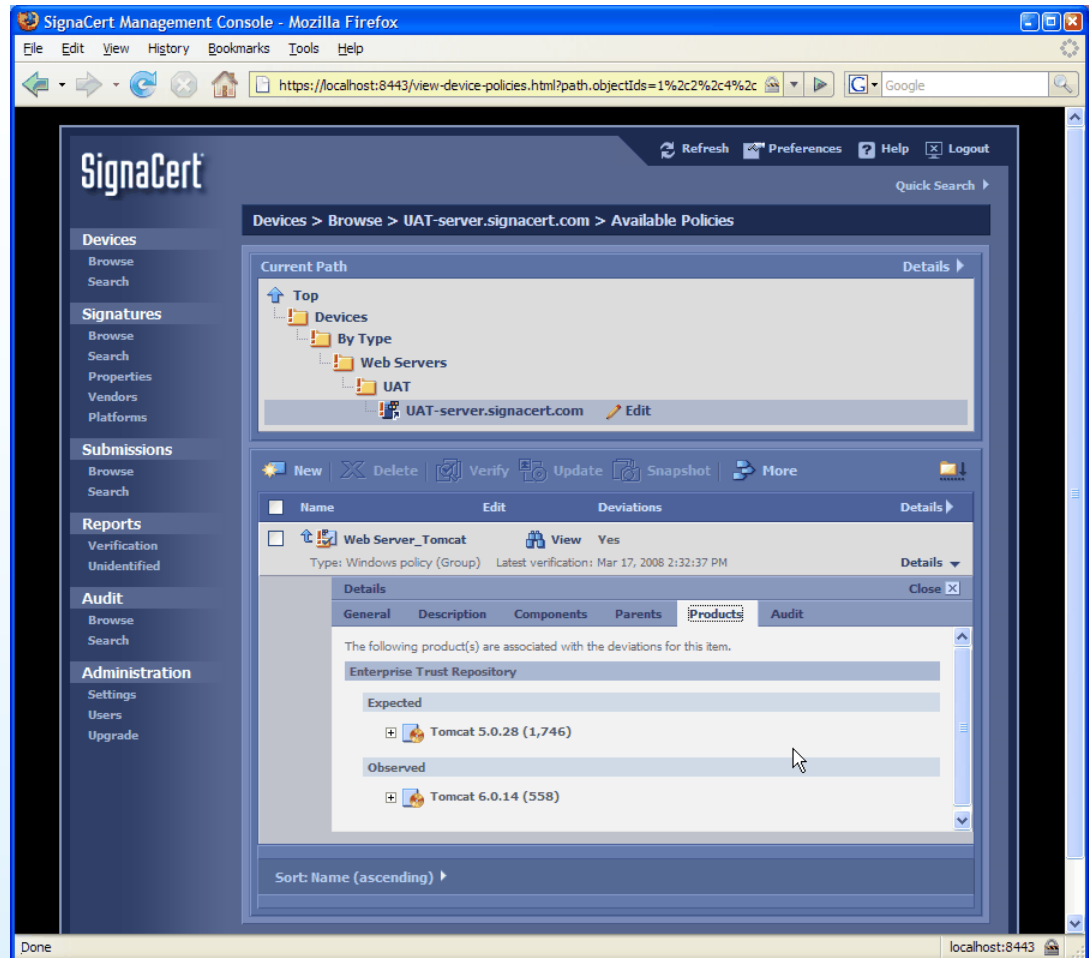 SignaCert Management Console - Mozilla Firefox
File Edit View History Bookmarks Tools Help
https://localhost:8443/view-device-policies.html?path.objectIds=1%2c2%2c4%2c
G Google
SignaCert
Refresh Preferences ? Help Logout
Quick Search
Devices > Browse > UAT-server.signacert.com > Available Policies
Devices
Browse
Search
Signatures
Browse
Search
Properties
Vendors
Platforms
Submissions
Browse
Search
Reports
Verification
Unidentified
Audit
Browse
Search
Administration
Settings
Users
Upgrade
Current Path Details
Top
Devices
By Type
Web Servers
UAT
UAT-server.signacert.com Edit
New Delete Verify Update Snapshot More
Name Edit Deviations Details
Web Server_Tomcat View Yes
Type: Windows policy (Group) Latest verification: Mar 17, 2008 2:32:37 PM Details
Details Close
General Description Components Parents Products Audit
The following product(s) are associated with the deviations for this item.
Enterprise Trust Repository
Expected
Tomcat 5.0.28 (1,746)
Observed
Tomcat 6.0.14 (558)
Sort: Name (ascending)
Done localhost:8443